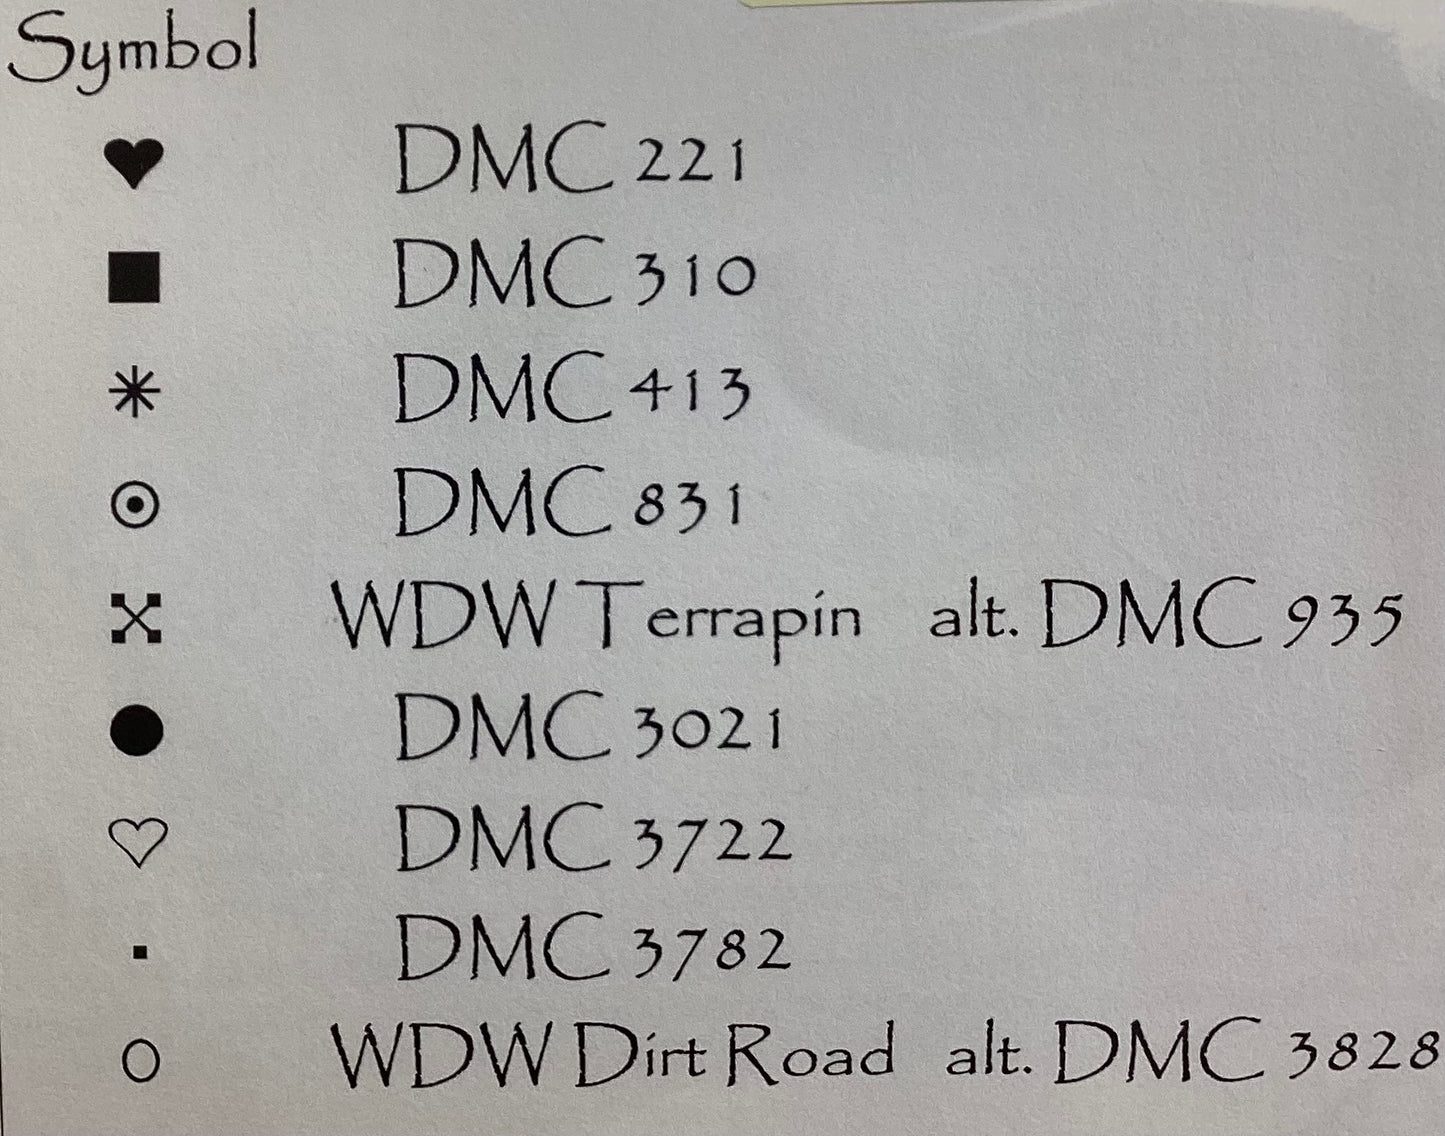 Symbol
♥ DMC 221
■ DMC 310
✳ DMC 413
⊙ DMC 831
WDW Terrapin alt. DMC 935
● DMC 3021
♡ DMC 3722
▪ DMC 3782
○ WDW Dirt Road alt. DMC 3828